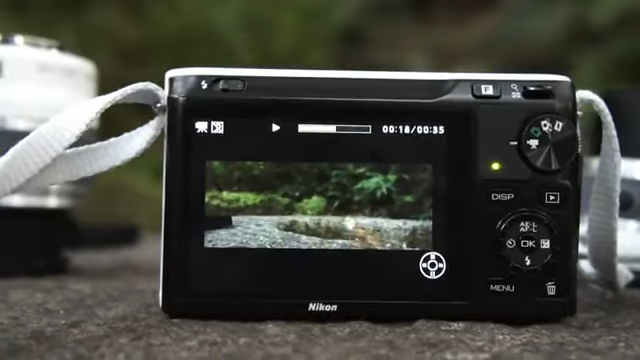 F
00:18/00:35
DISP
AE-L
AF-L
OK
MENU
Nikon